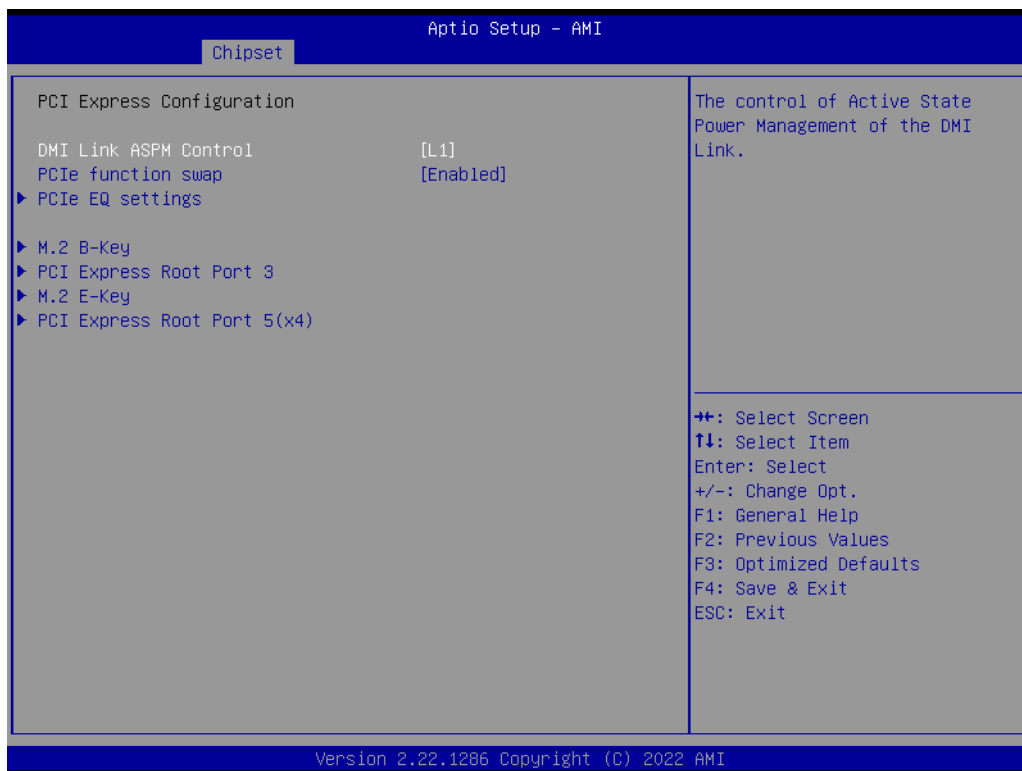 Aptio Setup - AMI
Chipset
PCI Express Configuration
DMI Link ASPM Control [L1]
PCIe function swap [Enabled]
▶ PCIe EQ settings
▶ M.2 B-Key
▶ PCI Express Root Port 3
▶ M.2 E-Key
▶ PCI Express Root Port 5(x4)
The control of Active State
Power Management of the DMI
Link.
→←: Select Screen
↑↓: Select Item
Enter: Select
+/-: Change Opt.
F1: General Help
F2: Previous Values
F3: Optimized Defaults
F4: Save & Exit
ESC: Exit
Version 2.22.1286 Copyright (C) 2022 AMI